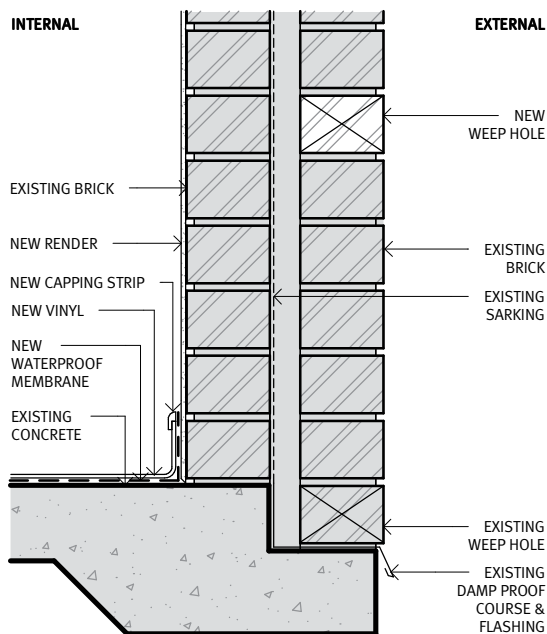 INTERNAL
EXTERNAL
NEW
WEEP HOLE
EXISTING BRICK
NEW RENDER
EXISTING
BRICK
NEW CAPPING STRIP
EXISTING
SARKING
NEW VINYL
NEW
WATERPROOF
MEMBRANE
EXISTING
CONCRETE
EXISTING
WEEP HOLE
EXISTING
DAMP PROOF
COURSE &
FLASHING